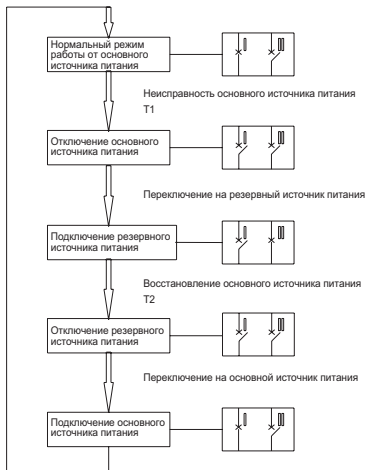 Нормальный режим
работы от основного
источника питания
Неисправность основного источника питания
T1
Отключение основного
источника питания
Переключение на резервный источник питания
Подключение резервного
источника питания
Восстановление основного источника питания
T2
Отключение резервного
источника питания
Переключение на основной источник питания
Подключение основного
источника питания